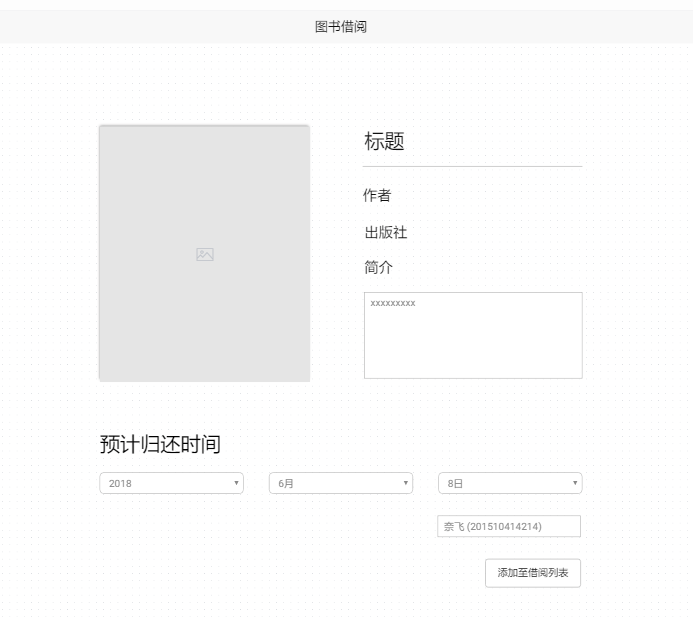 图书借阅
标题
作者
出版社
简介
xxxxxxxxx
预计归还时间
2018
6月
8日
奈飞 (201510414214)
添加至借阅列表